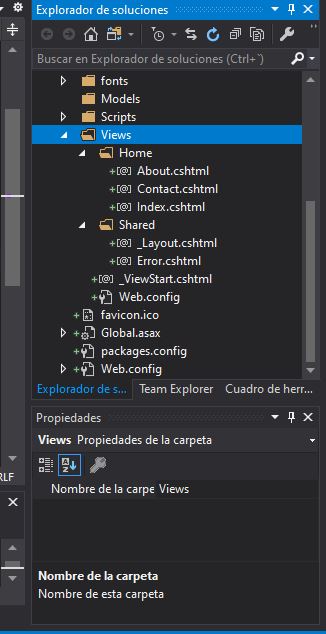 Explorador de soluciones
Buscar en Explorador de soluciones (Ctrl+`)
fonts
Models
Scripts
Views
Home
About.cshtml
Contact.cshtml
Index.cshtml
Shared
_Layout.cshtml
Error.cshtml
_ViewStart.cshtml
Web.config
favicon.ico
Global.asax
packages.config
Web.config
Explorador de s... Team Explorer Cuadro de herr...
Propiedades
Views Propiedades de la carpeta
RLF
Nombre de la carpe Views
Nombre de la carpeta
Nombre de esta carpeta